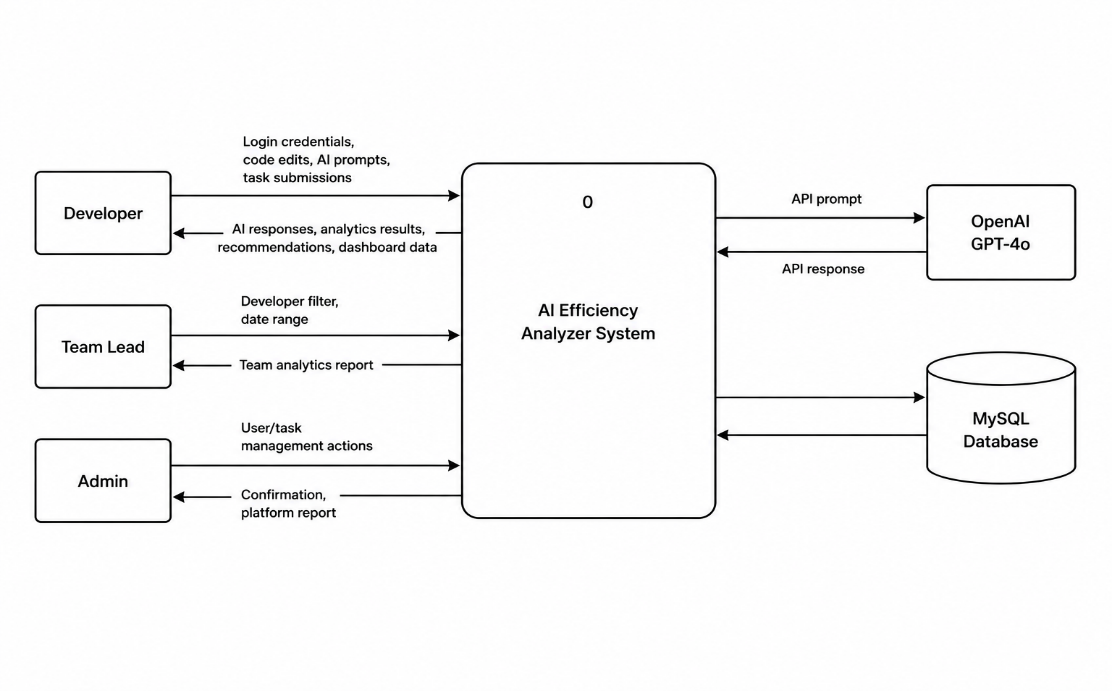 Login credentials,
code edits, AI prompts,
task submissions
Developer
AI responses, analytics results,
recommendations, dashboard data
Developer filter,
date range
Team Lead
Team analytics report
User/task
management actions
Admin
Confirmation,
platform report
0
AI Efficiency
Analyzer System
API prompt
API response
OpenAI
GPT-4o
MySQL
Database